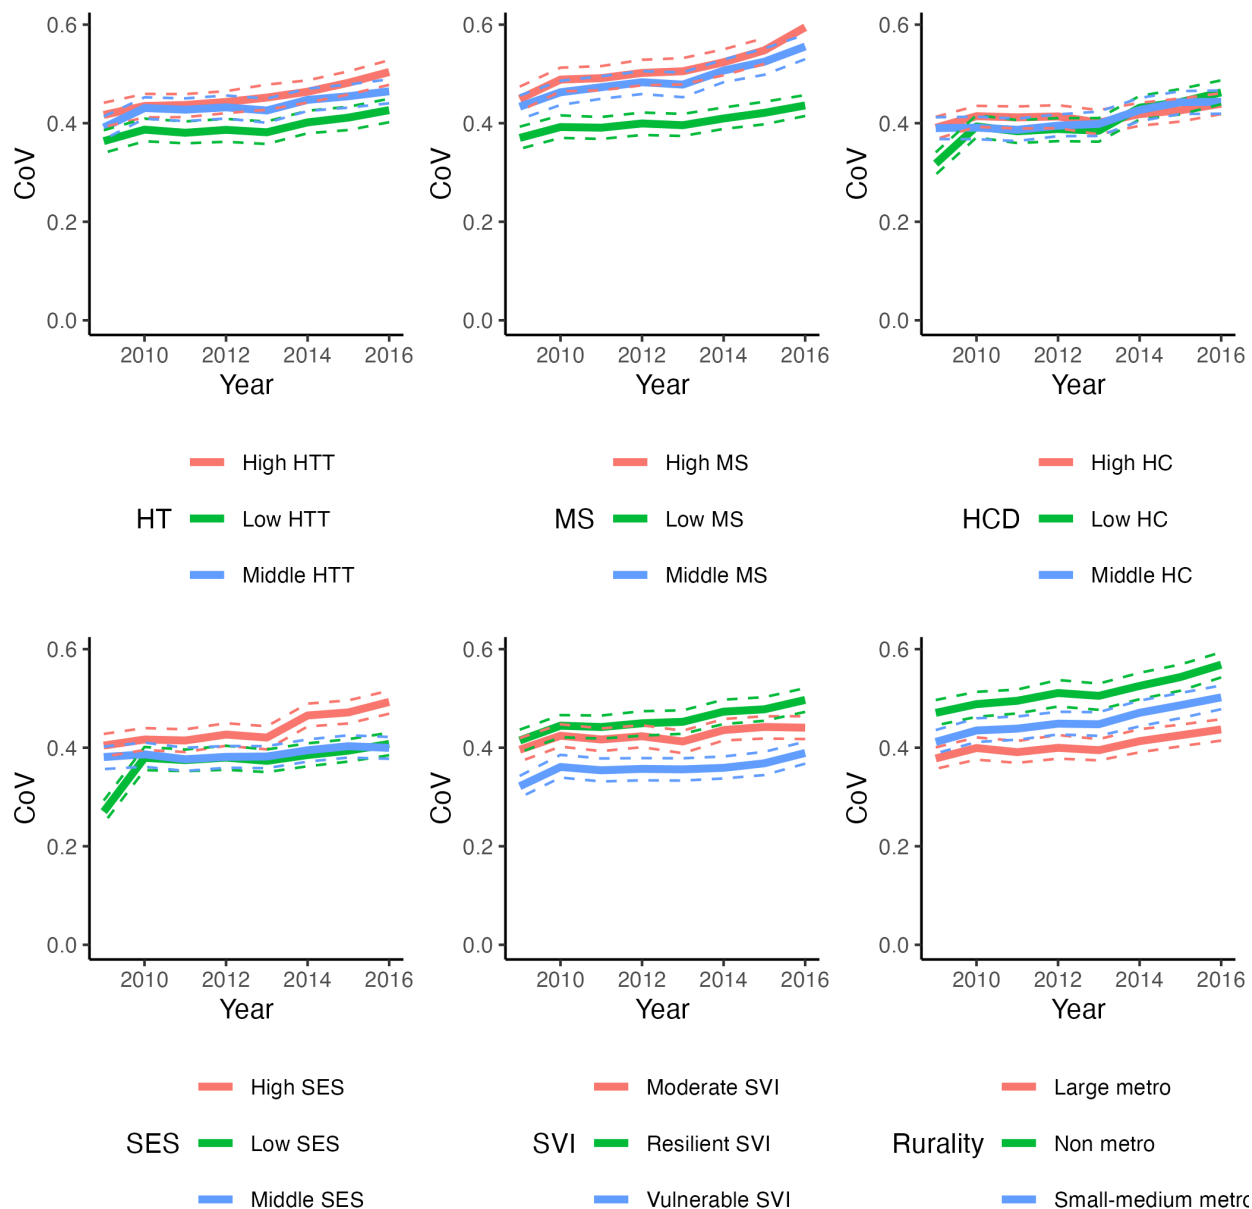 0.6
0.4
0.2
0.0
CoV
2010 2012 2014 2016
Year
HT
High HTT
Low HTT
Middle HTT
0.6
0.4
0.2
0.0
CoV
2010 2012 2014 2016
Year
MS
High MS
Low MS
Middle MS
0.6
0.4
0.2
0.0
CoV
2010 2012 2014 2016
Year
HCD
High HC
Low HC
Middle HC
0.6
0.4
0.2
0.0
CoV
2010 2012 2014 2016
Year
SES
High SES
Low SES
Middle SES
0.6
0.4
0.2
0.0
CoV
2010 2012 2014 2016
Year
SVI
Moderate SVI
Resilient SVI
Vulnerable SVI
0.6
0.4
0.2
0.0
CoV
2010 2012 2014 2016
Year
Rurality
Large metro
Non metro
Small-medium metro